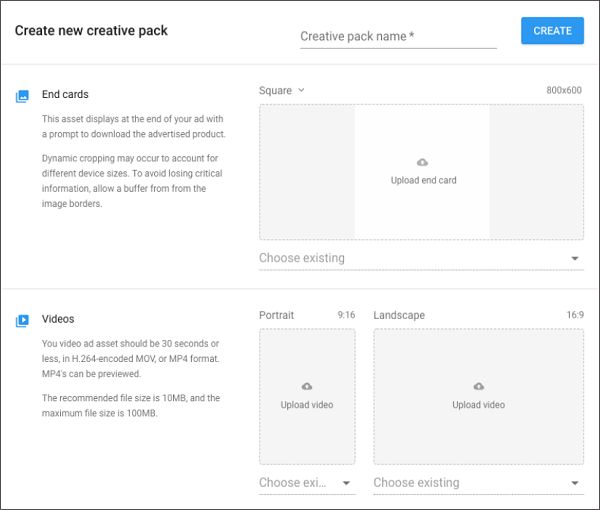 Create new creative pack
Creative pack name *
CREATE
End cards
This asset displays at the end of your ad with
a prompt to download the advertised product.
Dynamic cropping may occur to account for
different device sizes. To avoid losing critical
information, allow a buffer from from the
image borders.
Square
800x600
Upload end card
Choose existing
Videos
You video ad asset should be 30 seconds or
less, in H.264-encoded MOV, or MP4 format.
MP4's can be previewed.
The recommended file size is 10MB, and the
maximum file size is 100MB.
Portrait
9:16
Upload video
Choose exi...
Landscape
16:9
Upload video
Choose existing